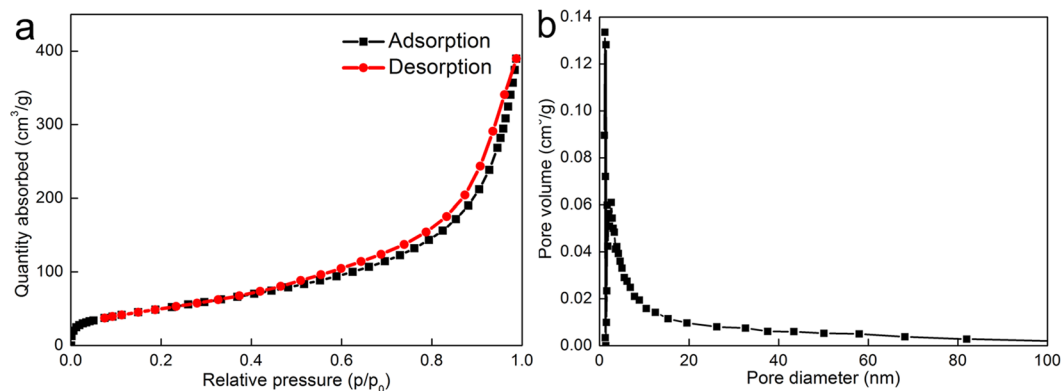 a
Adsorption
Desorption
Quantity absorbed (cm³/g)
400
300
200
100
0
0.0 0.2 0.4 0.6 0.8 1.0
Relative pressure (p/p₀)
b
Pore volume (cm³/g)
0.14
0.12
0.10
0.08
0.06
0.04
0.02
0.00
0 20 40 60 80 100
Pore diameter (nm)